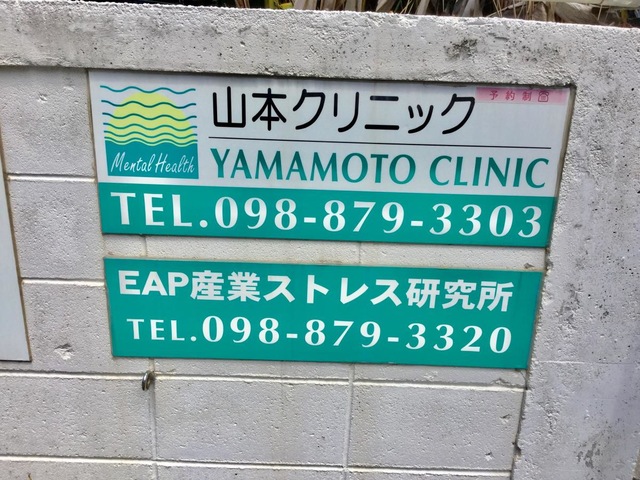 山本クリニック
予約制
Mental Health
YAMAMOTO CLINIC
TEL.098-879-3303
EAP産業ストレス研究所
TEL.098-879-3320